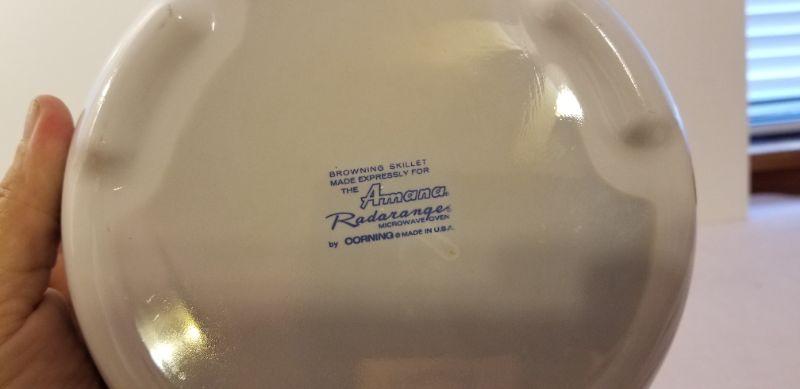 BROWNING SKILLET
MADE EXPRESSLY FOR
THE Amana®
Radarange®
MICROWAVE OVEN
by CORNING ® MADE IN U.S.A.